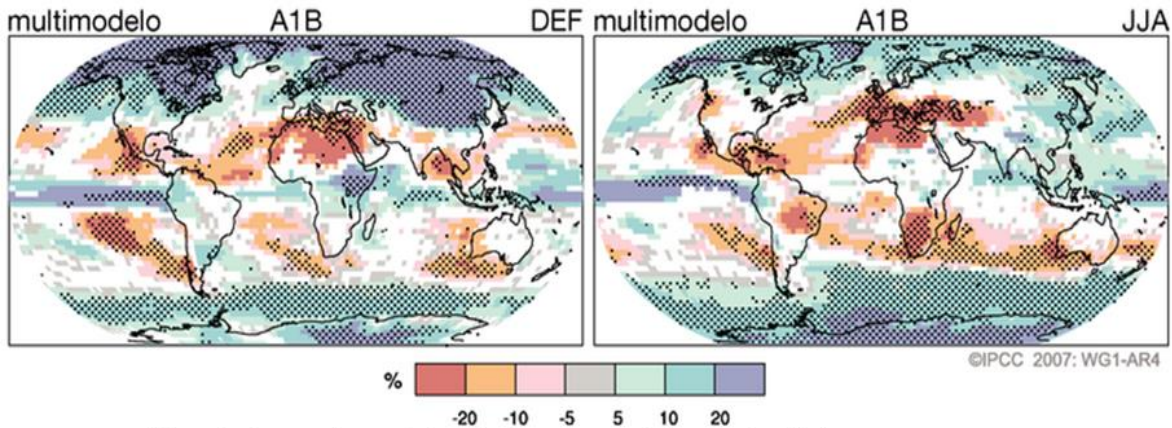 multimodelo A1B DEF
multimodelo A1B JJA
©IPCC 2007: WG1-AR4
%
-20 -10 -5 5 10 20